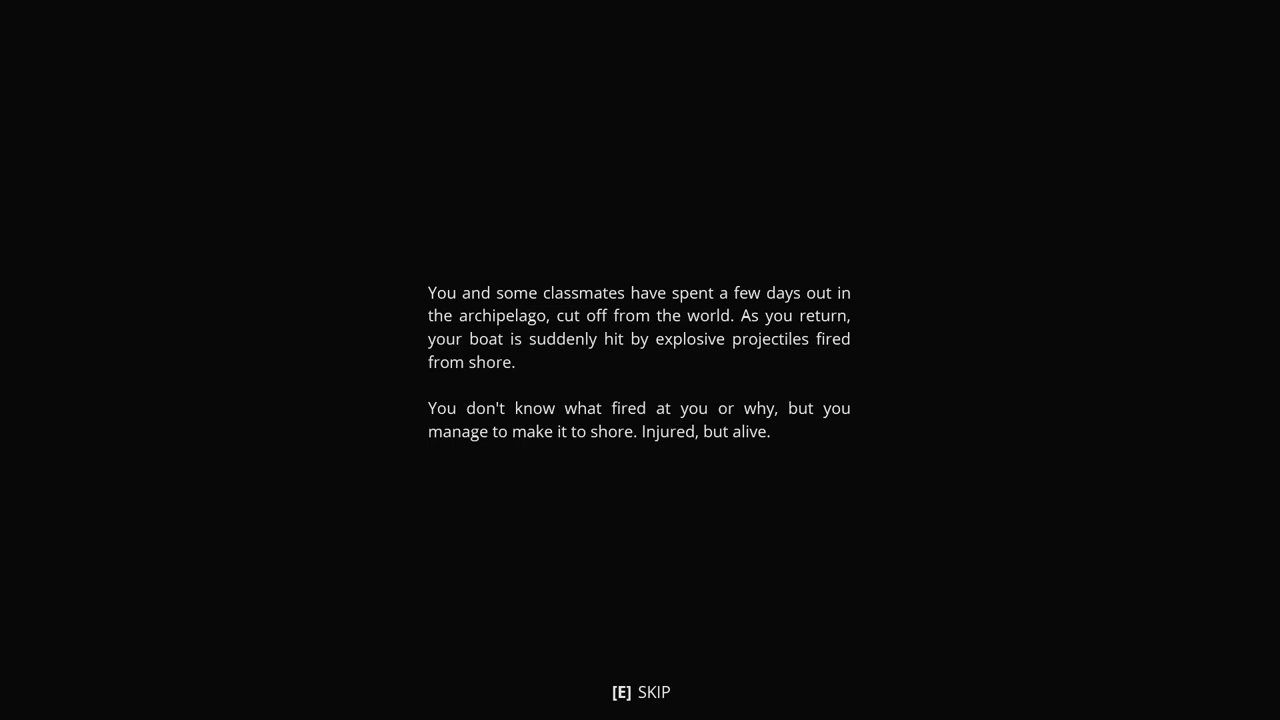 You and some classmates have spent a few days out in
the archipelago, cut off from the world. As you return,
your boat is suddenly hit by explosive projectiles fired
from shore.
You don't know what fired at you or why, but you
manage to make it to shore. Injured, but alive.
[E] SKIP